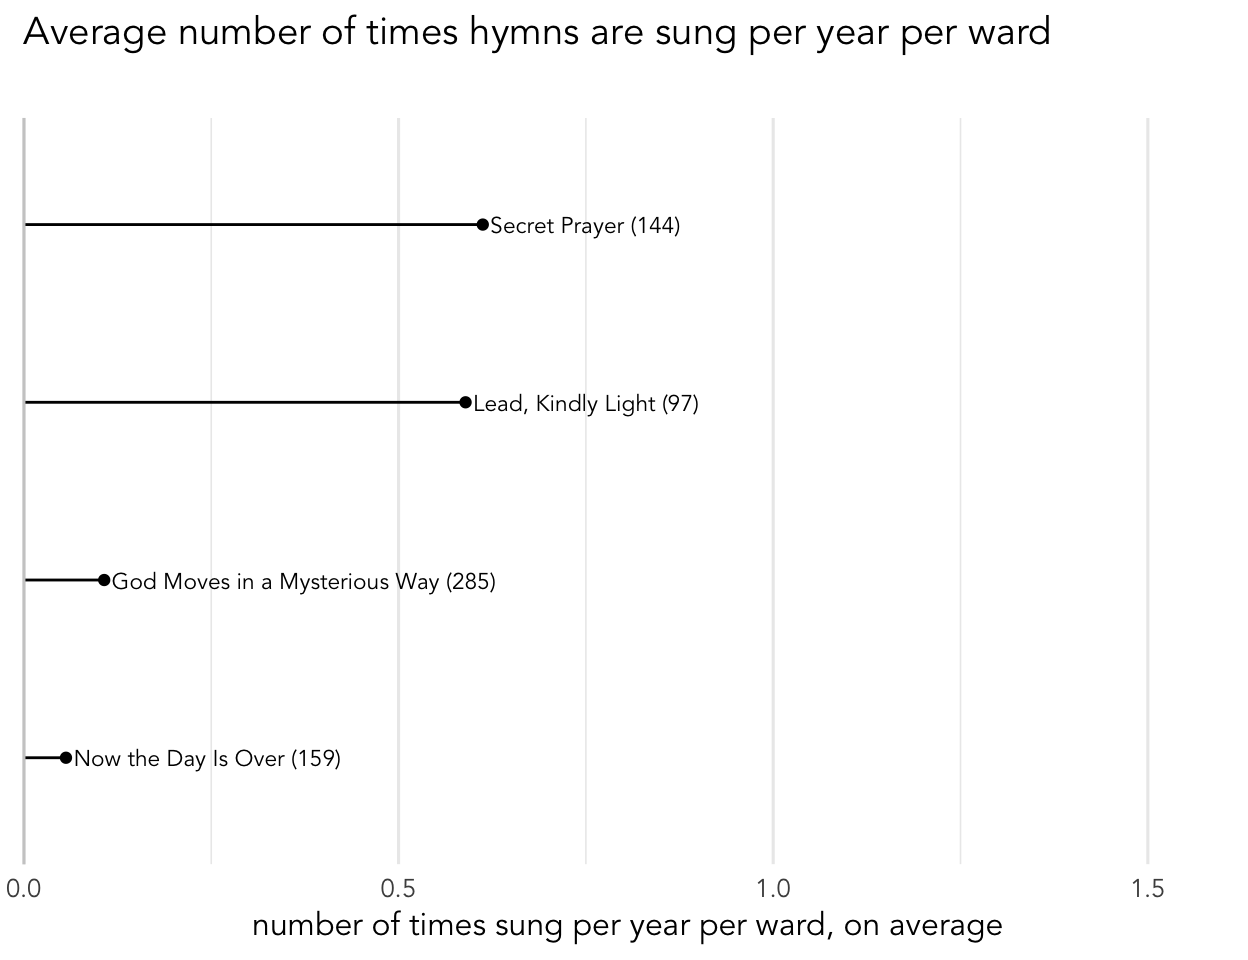 Average number of times hymns are sung per year per ward
Secret Prayer (144)
Lead, Kindly Light (97)
God Moves in a Mysterious Way (285)
Now the Day Is Over (159)
0.0 0.5 1.0 1.5
number of times sung per year per ward, on average